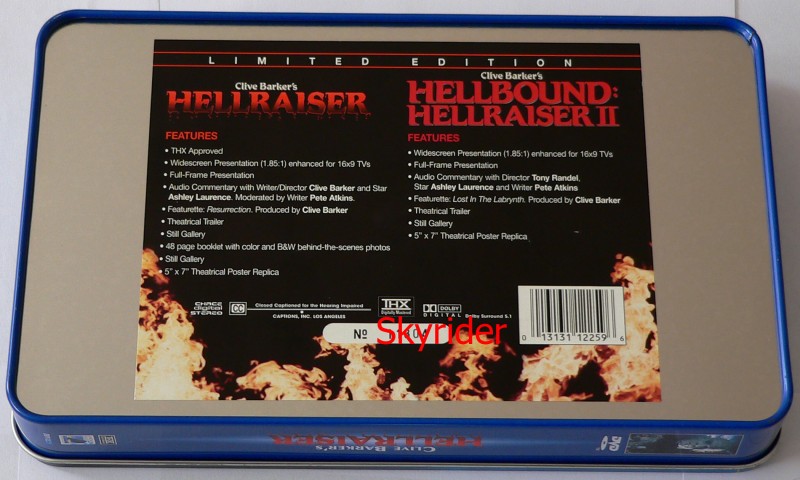 LIMITED EDITION
Clive Barker's
HELLRAISER
FEATURES
• THX Approved
• Widescreen Presentation (1.85:1) enhanced for 16x9 TVs
• Full-Frame Presentation
• Audio Commentary with Writer/Director Clive Barker and Star
Ashley Laurence. Moderated by Writer Pete Atkins.
• Featurette: Resurrection. Produced by Clive Barker
• Theatrical Trailer
• Still Gallery
• 48 page booklet with color and B&W behind-the-scenes photos
• Still Gallery
• 5" x 7" Theatrical Poster Replica
Clive Barker's
HELLBOUND:
HELLRAISER II
FEATURES
• Widescreen Presentation (1.85:1) enhanced for 16x9 TVs
• Full-Frame Presentation
• Audio Commentary with Director Tony Randel,
Star Ashley Laurence and Writer Pete Atkins
• Featurette: Lost In The Labrynth. Produced by Clive Barker
• Theatrical Trailer
• Still Gallery
• 5" x 7" Theatrical Poster Replica
CHACE
digital
STEREO
CC
Closed Captioned for the Hearing Impaired
CAPTIONS, INC. LOS ANGELES
THX
Digitally Mastered
DOLBY
DIGITAL
Dolby Surround 5.1
Nº
Skyrider
0 13131 12259 6
CLIVE BARKER'S
HELLRAISER
DVD